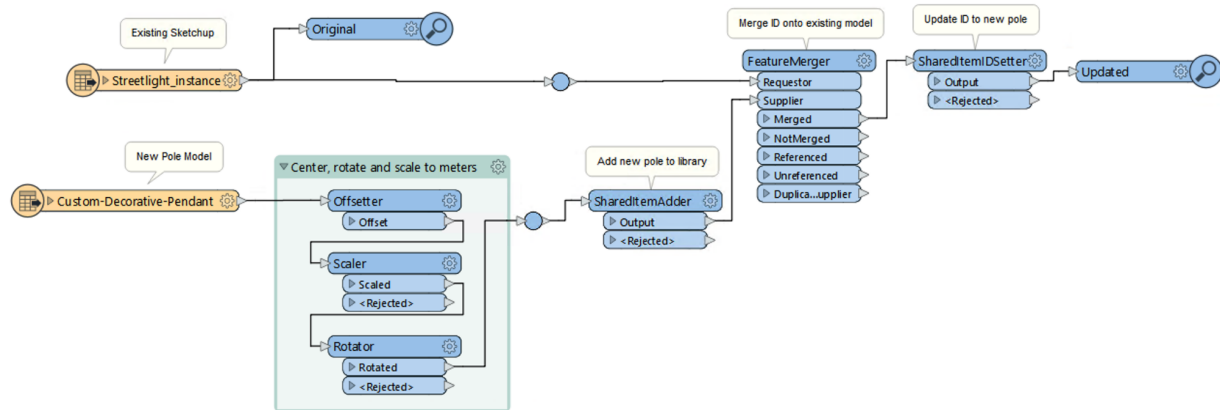 Existing Sketchup
Streetlight_instance
Original
Merge ID onto existing model
FeatureMerger
Requestor
Supplier
Merged
NotMerged
Referenced
Unreferenced
Duplica...upplier
Update ID to new pole
SharedItemIDSetter
Output
<Rejected>
Updated
New Pole Model
Custom-Decorative-Pendant
Center, rotate and scale to meters
Offsetter
Offset
Scaler
Scaled
<Rejected>
Rotator
Rotated
<Rejected>
Add new pole to library
SharedItemAdder
Output
<Rejected>